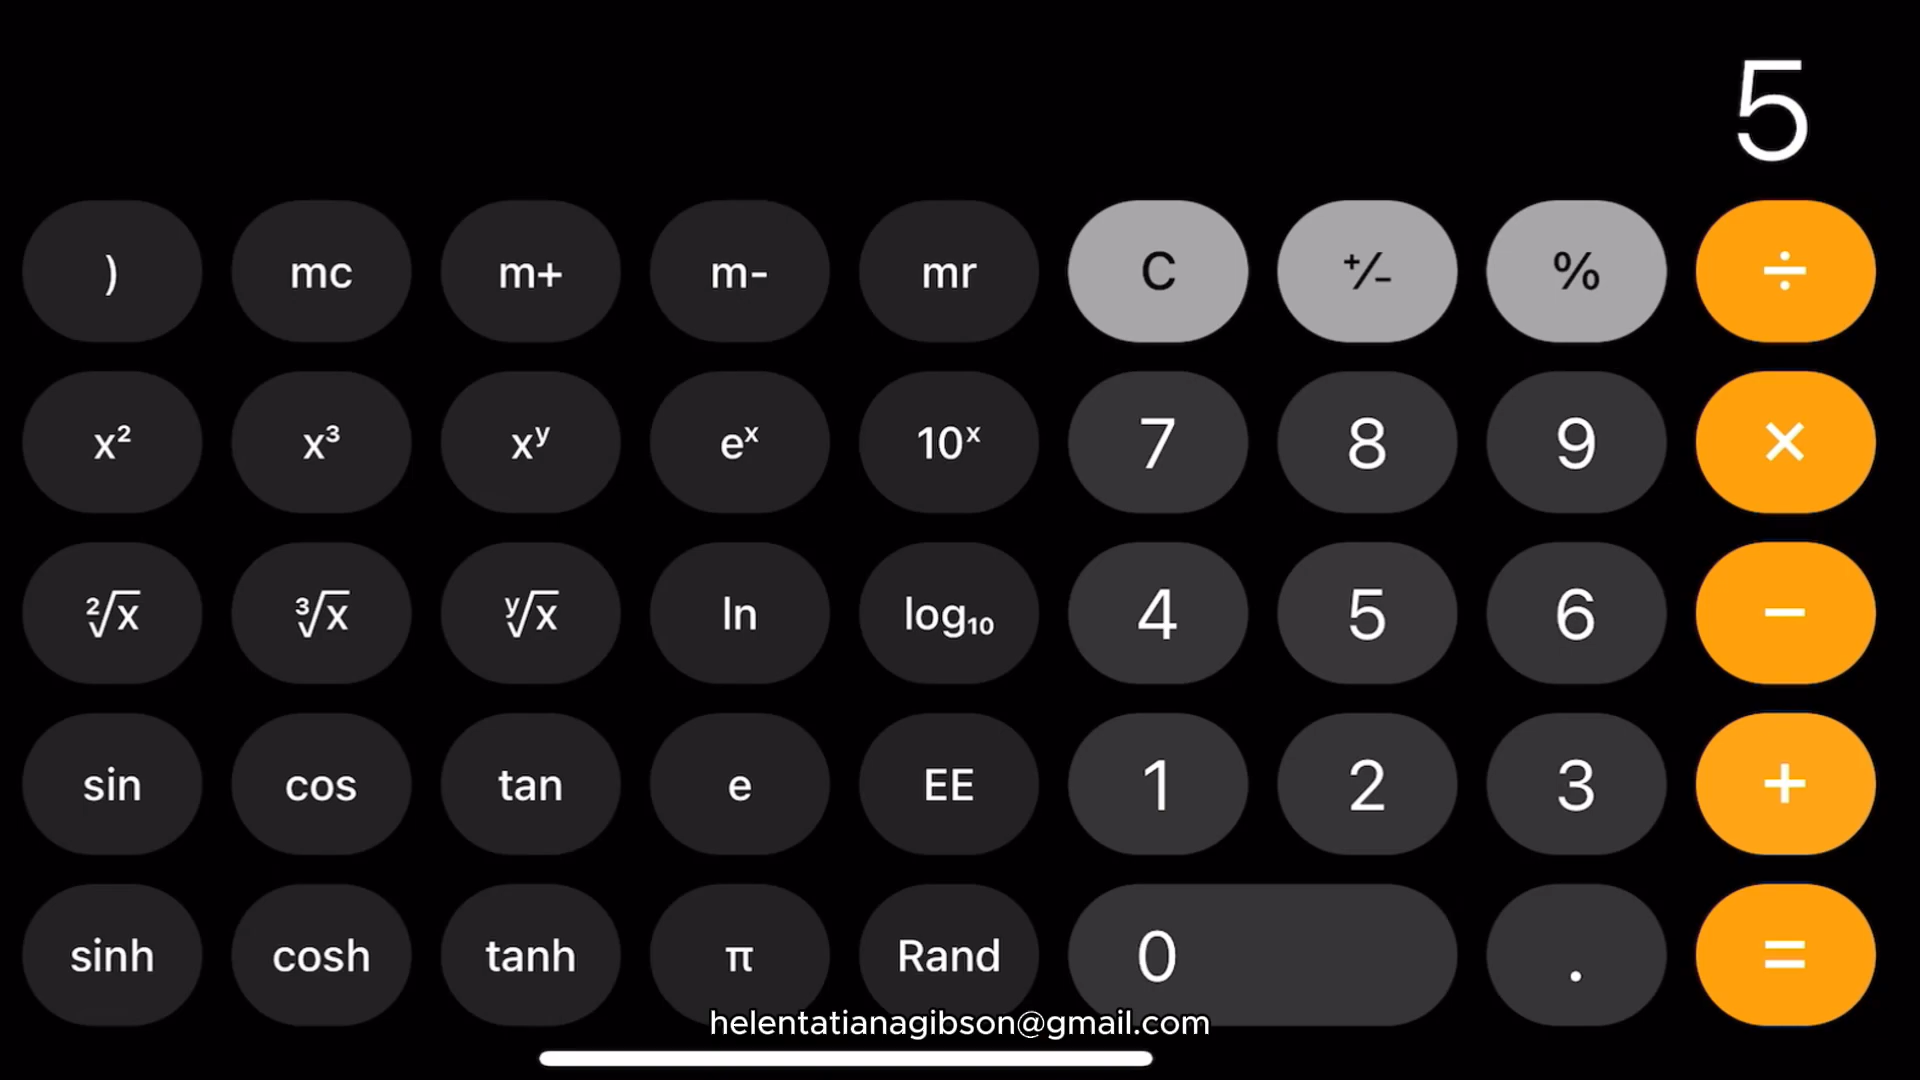 5
) mc m+ m- mr C +/- % ÷
x² x³ xʸ eˣ 10ˣ 7 8 9 ×
²√x ³√x ʸ√x ln log₁₀ 4 5 6 −
sin cos tan e EE 1 2 3 +
sinh cosh tanh π Rand 0 . =
helentatianagibson@gmail.com